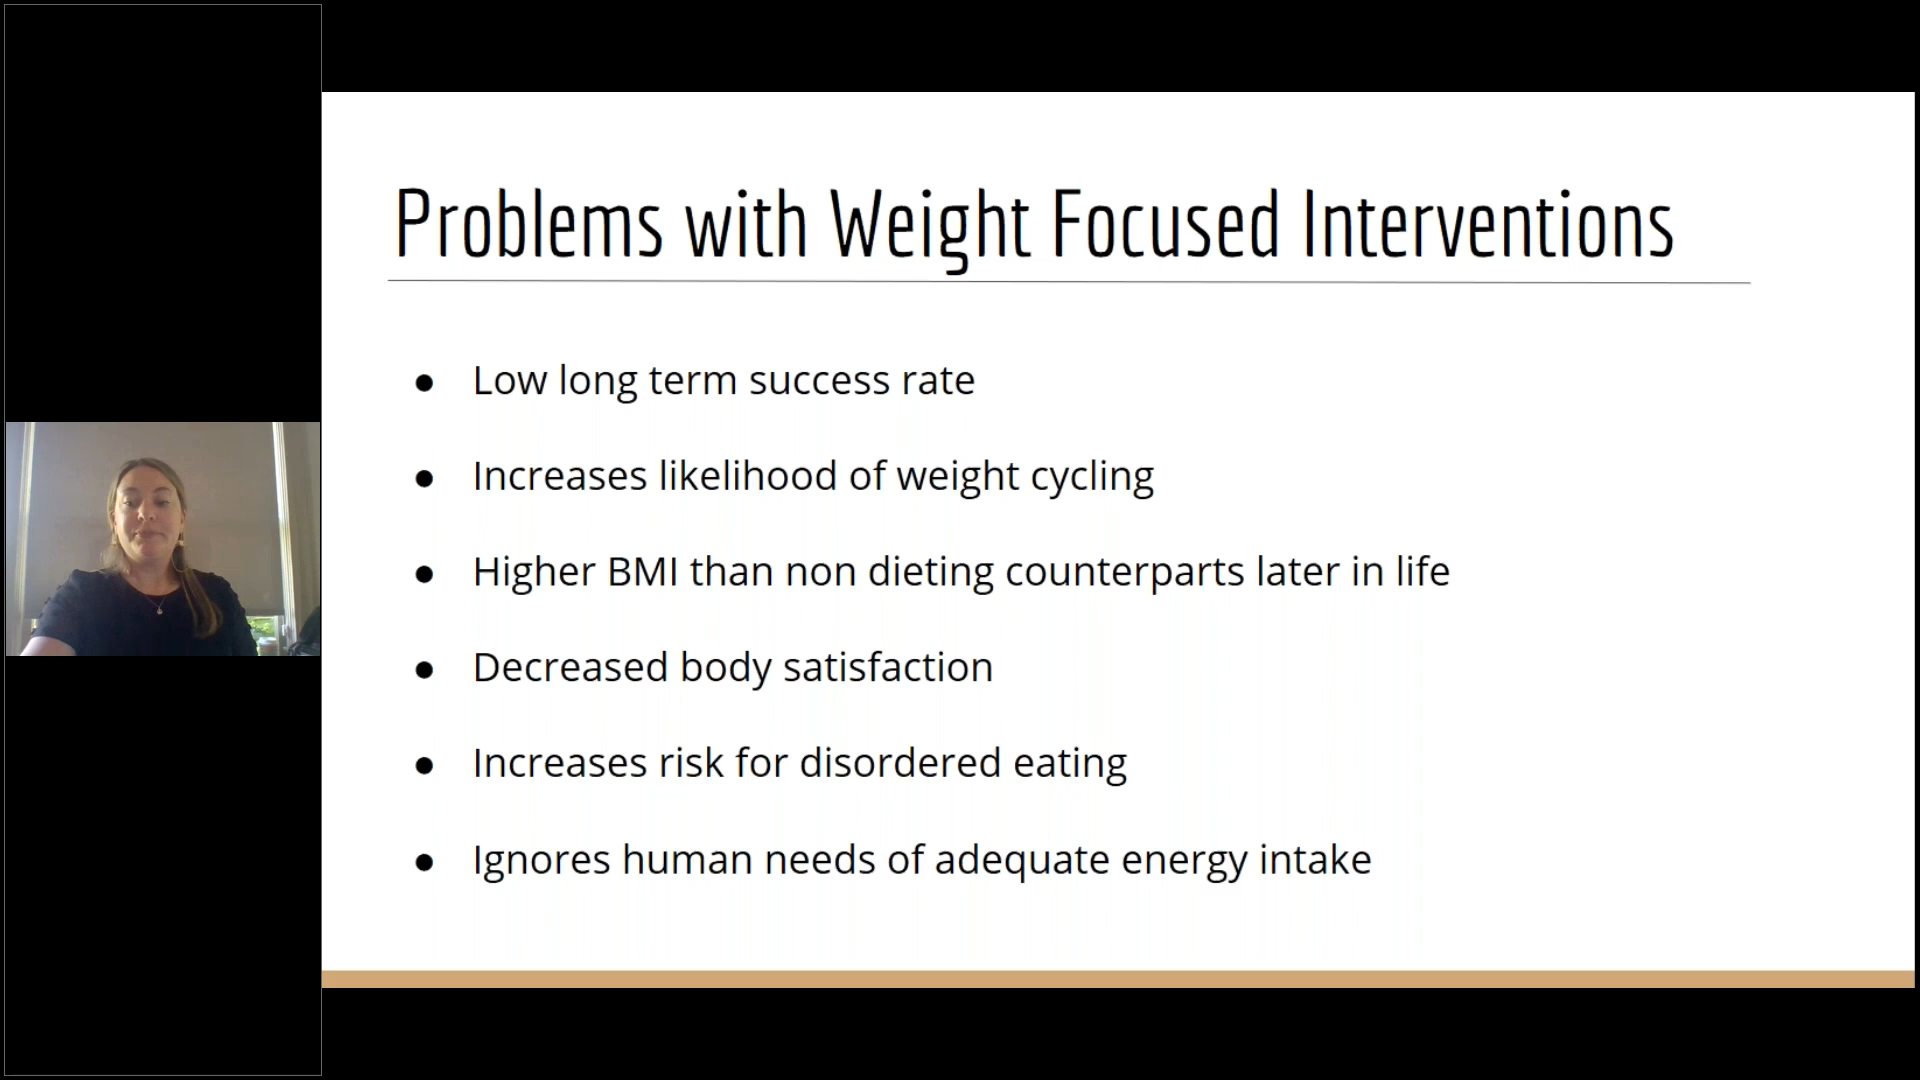 Problems with Weight Focused Interventions
● Low long term success rate
● Increases likelihood of weight cycling
● Higher BMI than non dieting counterparts later in life
● Decreased body satisfaction
● Increases risk for disordered eating
● Ignores human needs of adequate energy intake